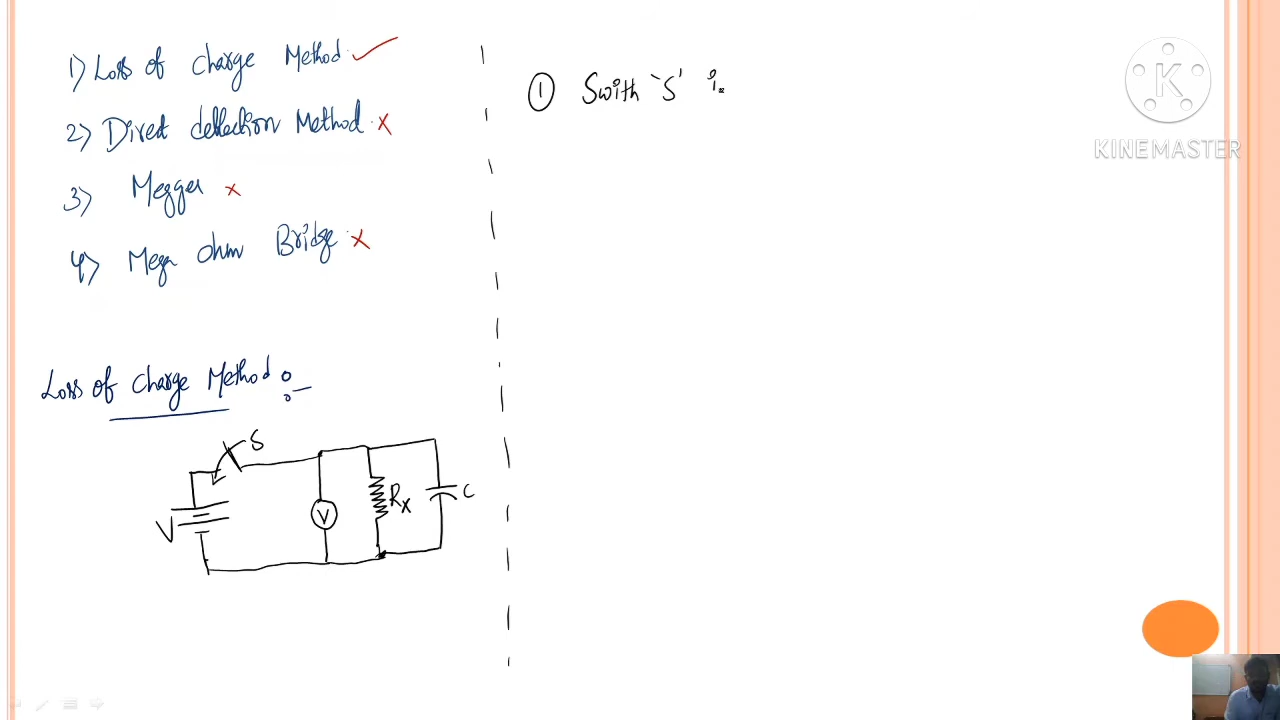 1) Loss of Charge Method ✓
2) Direct deflection Method ×
3) Megger ×
4) Mega ohm Bridge ×
Loss of Charge Method :-
S
V
V
Rx
C
① Swith 'S' i
K
KINEMASTER